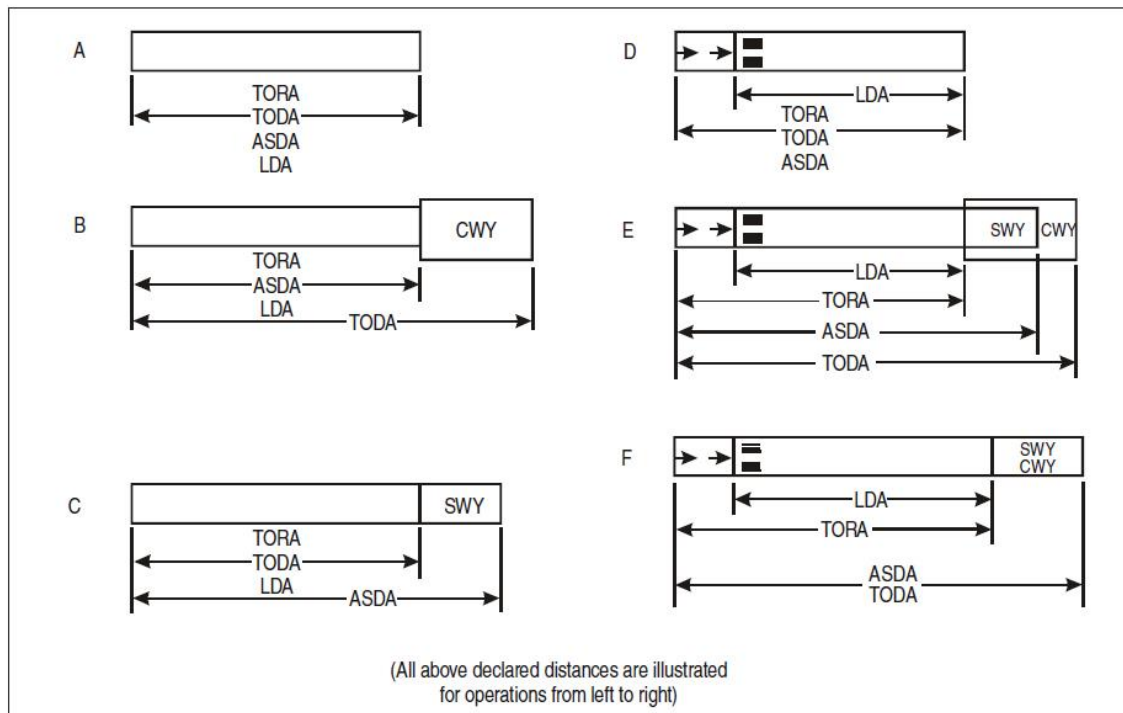 A
TORA
TODA
ASDA
LDA
B
CWY
TORA
ASDA
LDA
TODA
C
SWY
TORA
TODA
LDA
ASDA
D
LDA
TORA
TODA
ASDA
E
SWY
CWY
LDA
TORA
ASDA
TODA
F
SWY
CWY
LDA
TORA
ASDA
TODA
(All above declared distances are illustrated
for operations from left to right)